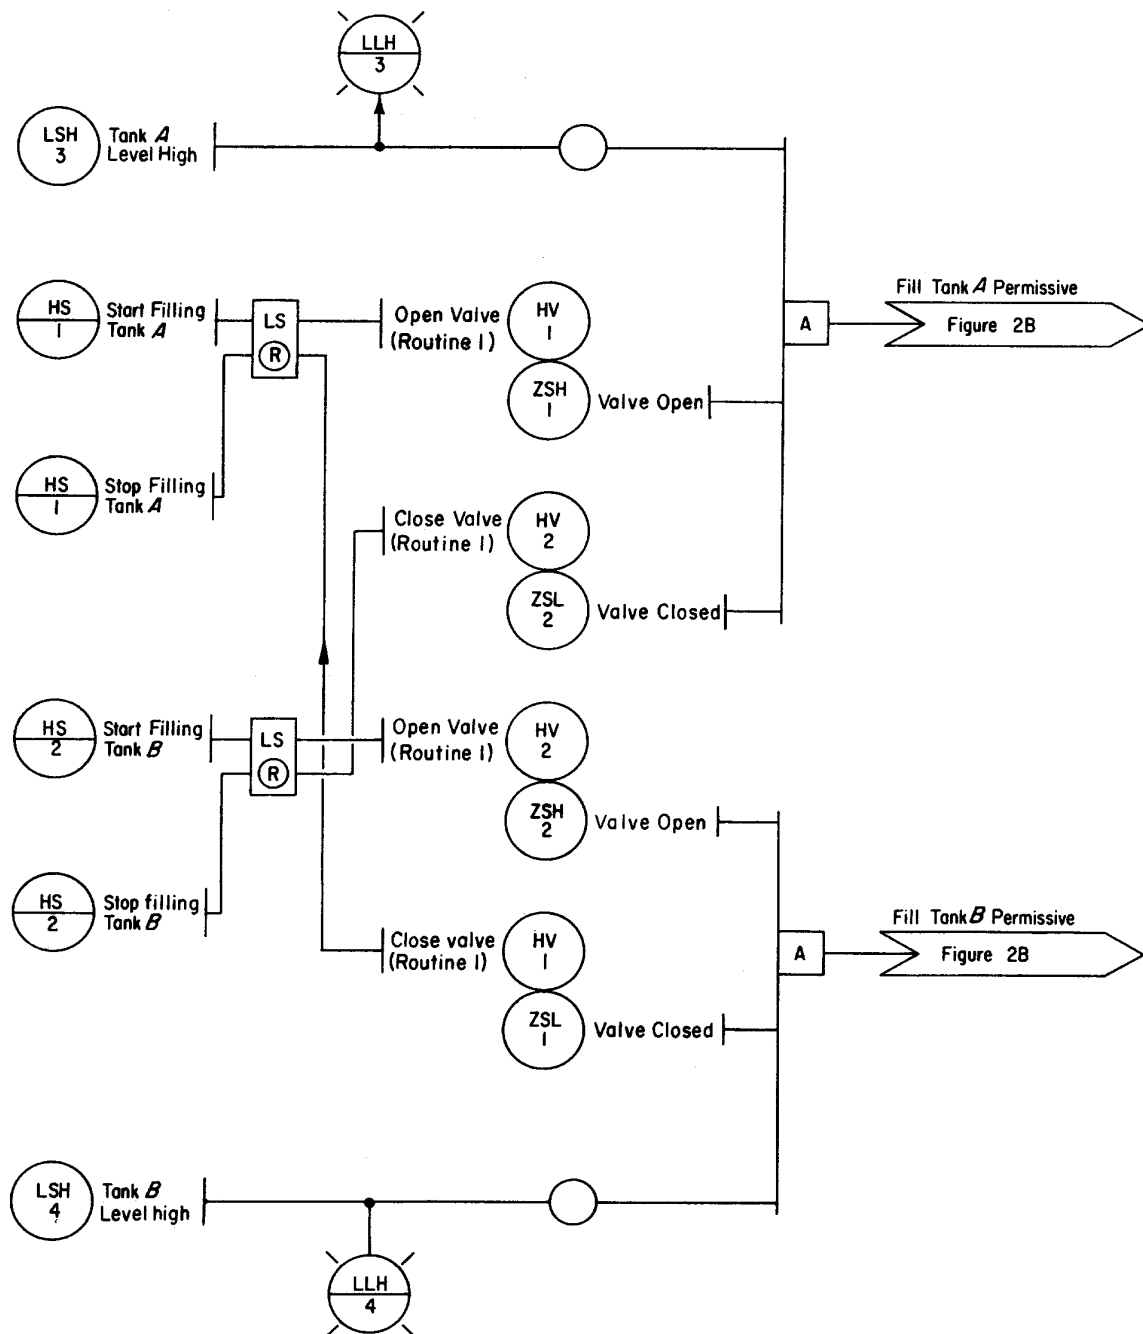 LLH
3
LSH
3
Tank A
Level High
HS
1
Start Filling
Tank A
LS
R
Open Valve
(Routine 1)
HV
1
ZSH
1
Valve Open
A
Fill Tank A Permissive
Figure 2B
HS
1
Stop Filling
Tank A
Close Valve
(Routine 1)
HV
2
ZSL
2
Valve Closed
HS
2
Start Filling
Tank B
LS
R
Open Valve
(Routine 1)
HV
2
ZSH
2
Valve Open
HS
2
Stop filling
Tank B
Close valve
(Routine 1)
HV
1
ZSL
1
Valve Closed
A
Fill Tank B Permissive
Figure 2B
LSH
4
Tank B
Level high
LLH
4